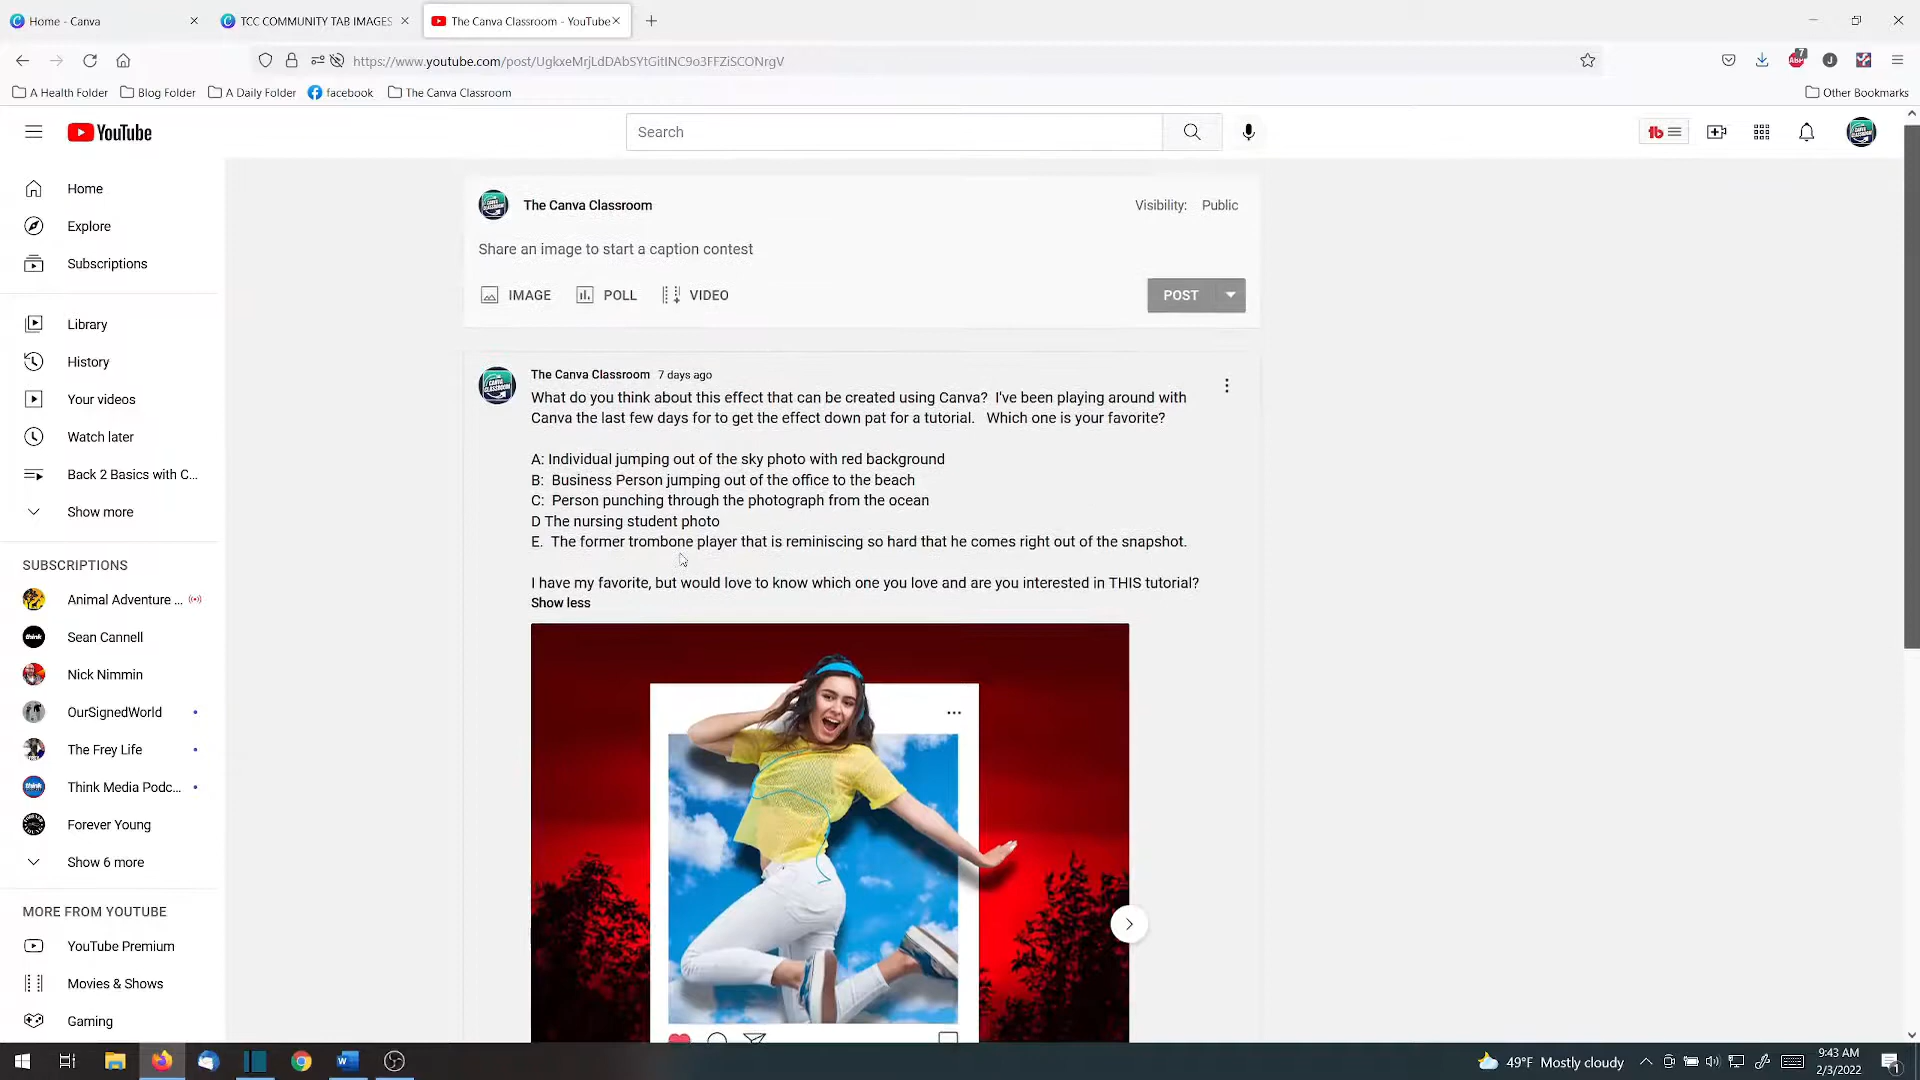 Home - Canva
TCC COMMUNITY TAB IMAGES
The Canva Classroom - YouTube
https://www.youtube.com/post/UgkxeMrjLdDAbSYtGitINC9o3FFZiSCONrgV
7
ABP
J
A Health Folder
Blog Folder
A Daily Folder
facebook
The Canva Classroom
Other Bookmarks
YouTube
Search
tb
Home
Explore
Subscriptions
Library
History
Your videos
Watch later
Back 2 Basics with C...
Show more
SUBSCRIPTIONS
Animal Adventure ...
Sean Cannell
Nick Nimmin
OurSignedWorld
The Frey Life
Think Media Podc...
Forever Young
Show 6 more
MORE FROM YOUTUBE
YouTube Premium
Movies & Shows
Gaming
The Canva Classroom
Visibility: Public
Share an image to start a caption contest
IMAGE
POLL
VIDEO
POST
The Canva Classroom 7 days ago
What do you think about this effect that can be created using Canva? I've been playing around with
Canva the last few days for to get the effect down pat for a tutorial. Which one is your favorite?
A: Individual jumping out of the sky photo with red background
B: Business Person jumping out of the office to the beach
C: Person punching through the photograph from the ocean
D The nursing student photo
E. The former trombone player that is reminiscing so hard that he comes right out of the snapshot.
I have my favorite, but would love to know which one you love and are you interested in THIS tutorial?
Show less
49°F Mostly cloudy
9:43 AM
2/3/2022
1